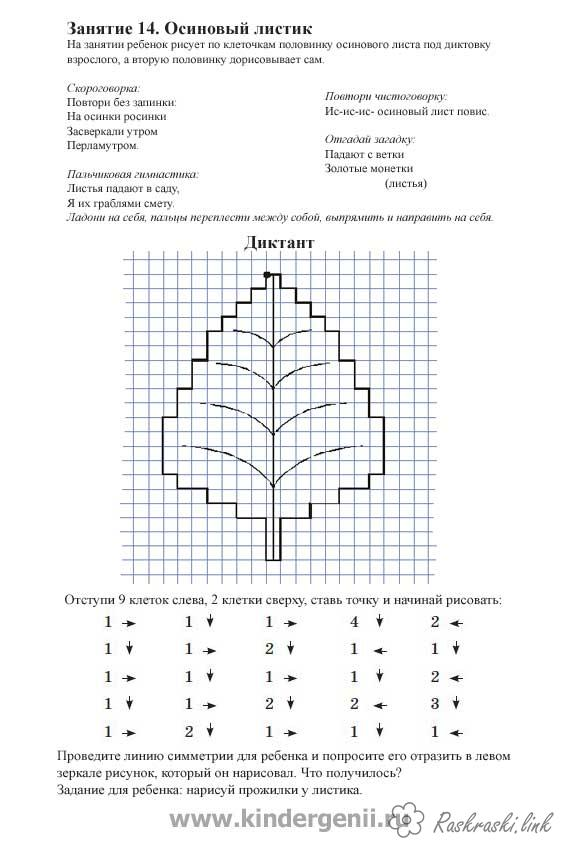 Занятие 14. Осиновый листик
На занятии ребенок рисует по клеточкам половинку осинового листа под диктовку
взрослого, а вторую половинку дорисовывает сам.
Скороговорка:
Повтори без запинки:
На осинки росинки
Засверкали утром
Перламутром.
Пальчиковая гимнастика:
Листья падают в саду,
Я их граблями смету.
Повтори чистоговорку:
Ис-ис-ис- осиновый лист повис.
Отгадай загадку:
Падают с ветки
Золотые монетки
(листья)
Ладони на себя, пальцы переплести между собой, выпрямить и направить на себя.
Диктант
Отступи 9 клеток слева, 2 клетки сверху, ставь точку и начинай рисовать:
1 → 1 ↓ 1 → 4 ↓ 2 ←
1 ↓ 1 → 2 ↓ 1 ← 1 ↓
1 → 1 ↓ 1 → 1 ↓ 2 ←
1 ↓ 1 → 2 ↓ 2 ← 3 ↓
1 → 2 ↓ 1 → 1 ↓ 1 ←
Проведите линию симметрии для ребенка и попросите его отразить в левом
зеркале рисунок, который он нарисовал. Что получилось?
Задание для ребенка: нарисуй прожилки у листика.
www.kindergenii.ru
Raskraski.link